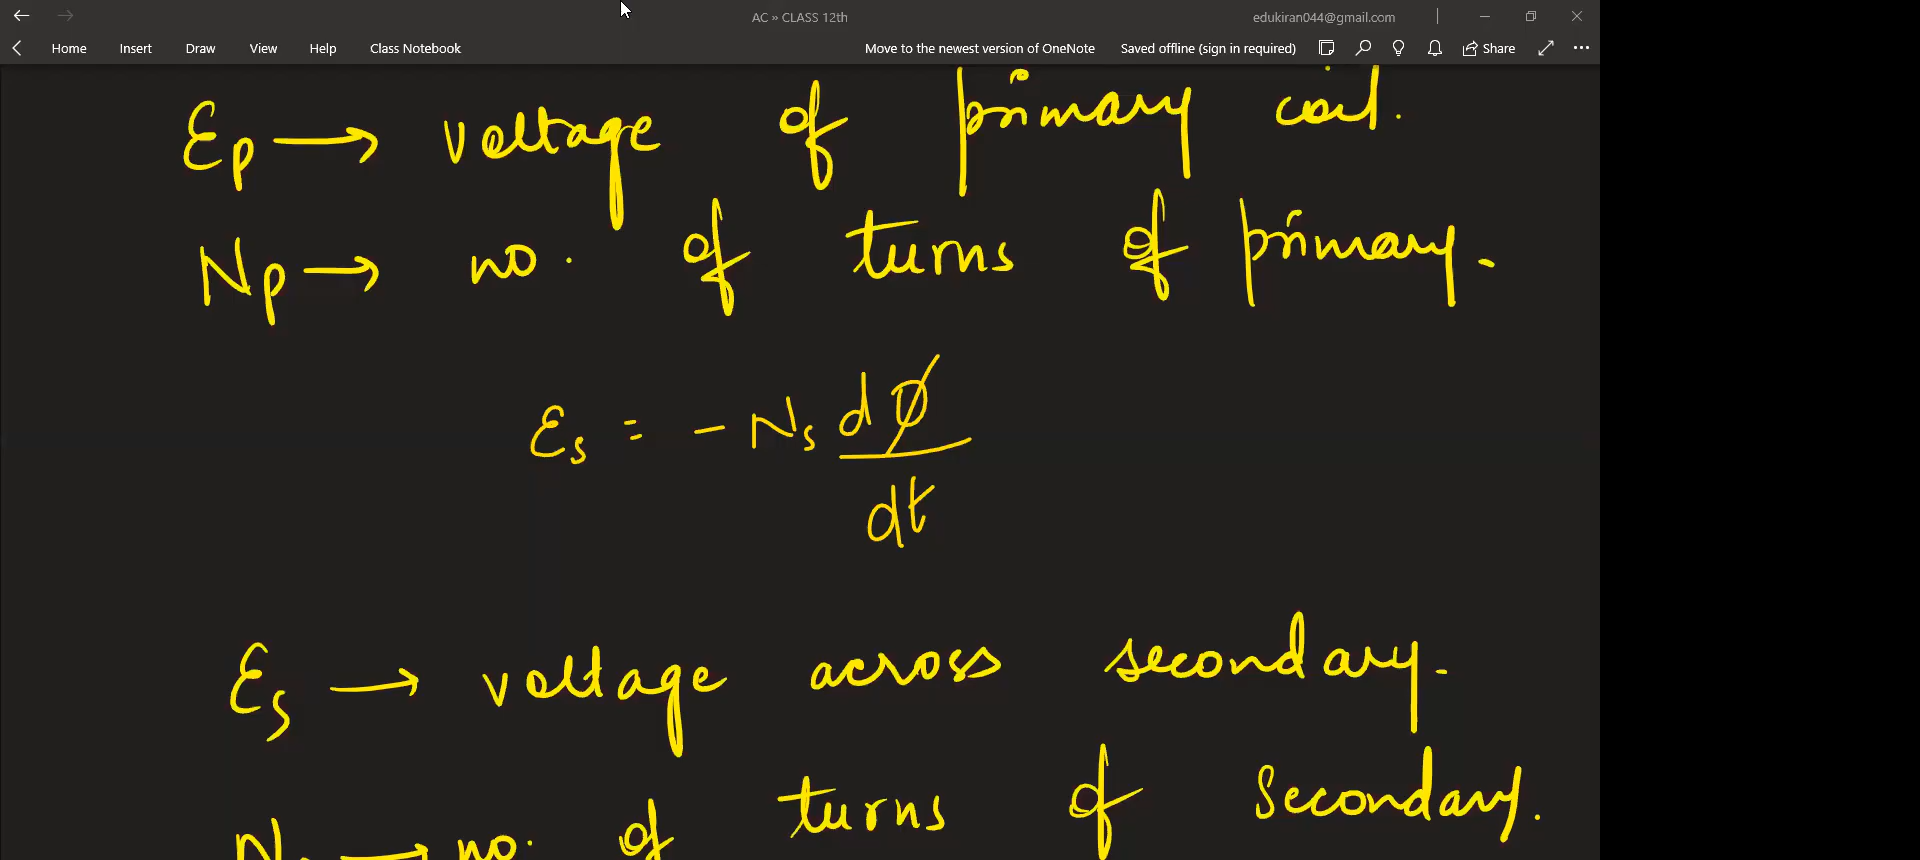 AC » CLASS 12th
edukiran044@gmail.com
Home Insert Draw View Help Class Notebook Move to the newest version of OneNote Saved offline (sign in required) Share
Ep → voltage of primary coil.
Np → no. of turns of primary.
Es = - Ns dØ
dt
Es → voltage across secondary.
Ns → no. of turns of secondary.